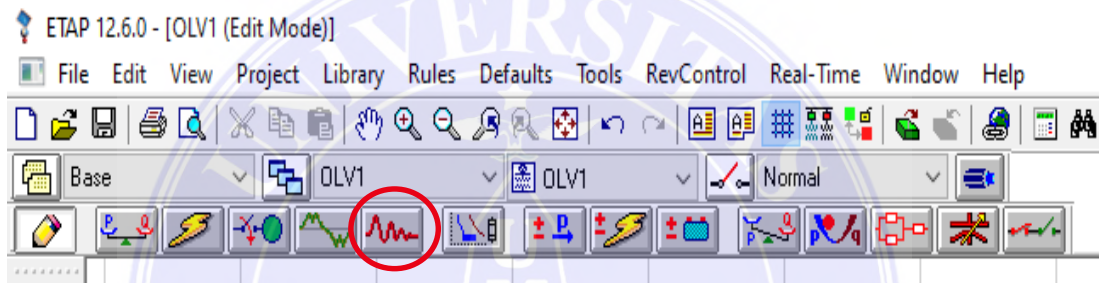 ETAP 12.6.0 - [OLV1 (Edit Mode)]
File Edit View Project Library Rules Defaults Tools RevControl Real-Time Window Help
Base OLV1 OLV1 Normal